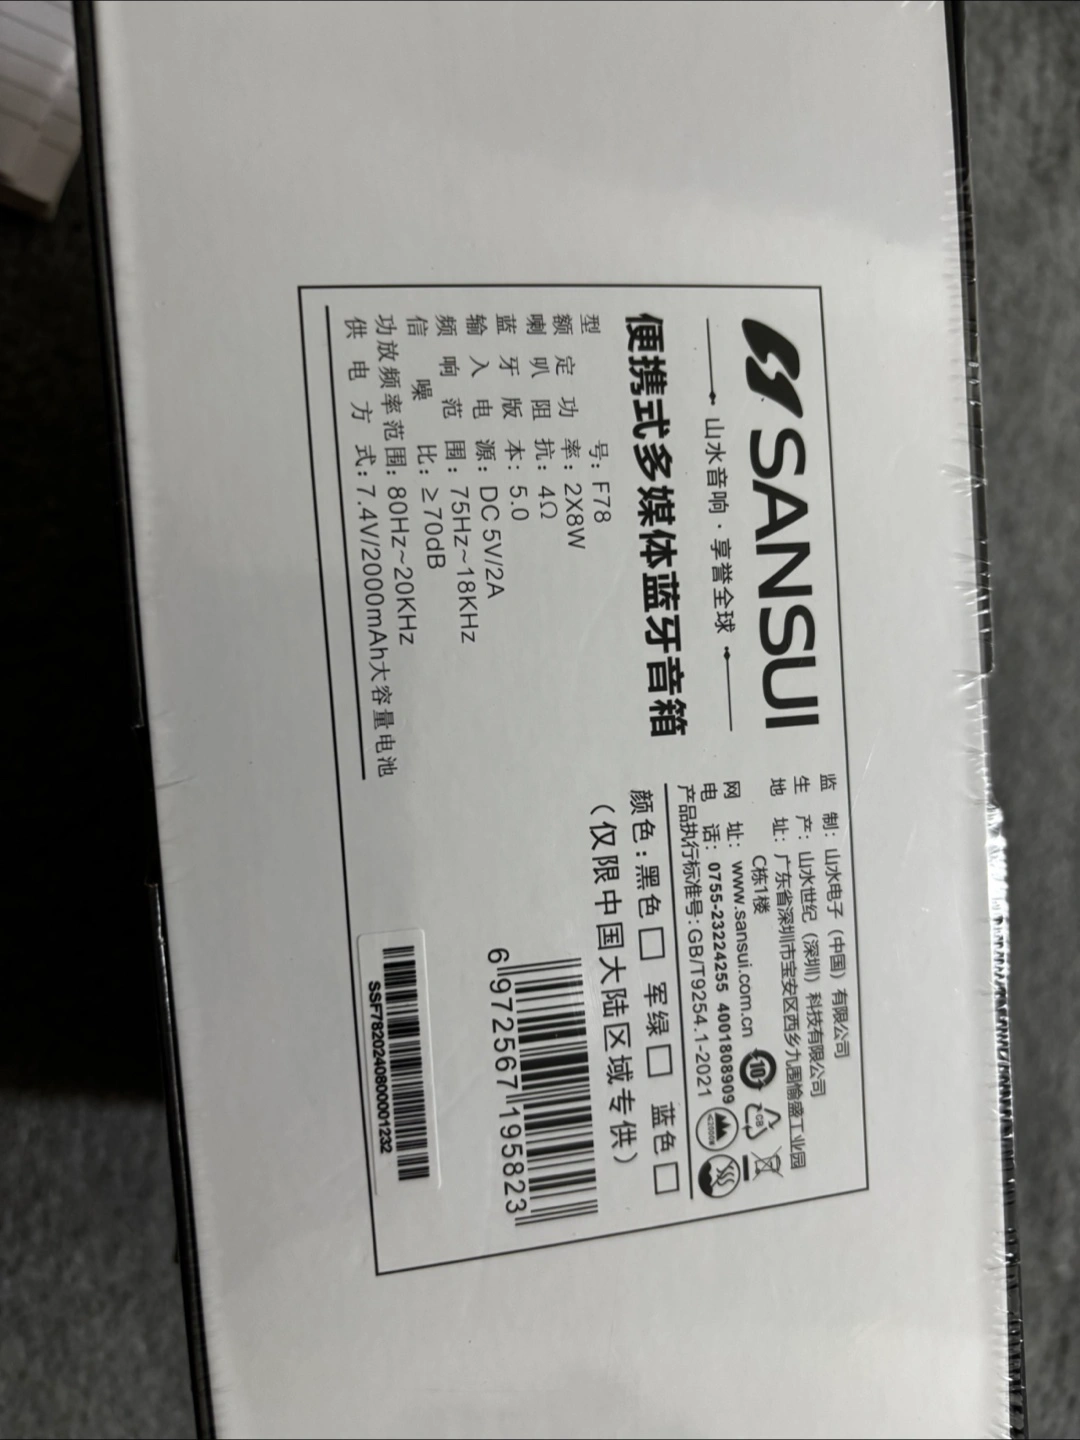 SANSUI
山水音响·享誉全球
便携式多媒体蓝牙音箱
型号: F78
额定功率: 2X8W
喇叭阻抗: 4Ω
蓝牙版本: 5.0
输入电源: DC 5V/2A
频响范围: 75Hz~18KHz
信噪比: ≥70dB
功放频率范围: 80Hz~20KHz
供电方式: 7.4V/2000mAh大容量电池
监制: 山水电子（中国）有限公司
生产: 山水世纪（深圳）科技有限公司
地址: 广东省深圳市宝安区西乡九围愉盛工业园
C栋1楼
网址: www.sansui.com.cn
电话: 0755-23224255 4001808909
产品执行标准号: GB/T9254.1-2021
10
CB
≤2000m
颜色: 黑色□ 军绿□ 蓝色□
（仅限中国大陆区域专供）
6 972567 195823
SSF78202408000001232